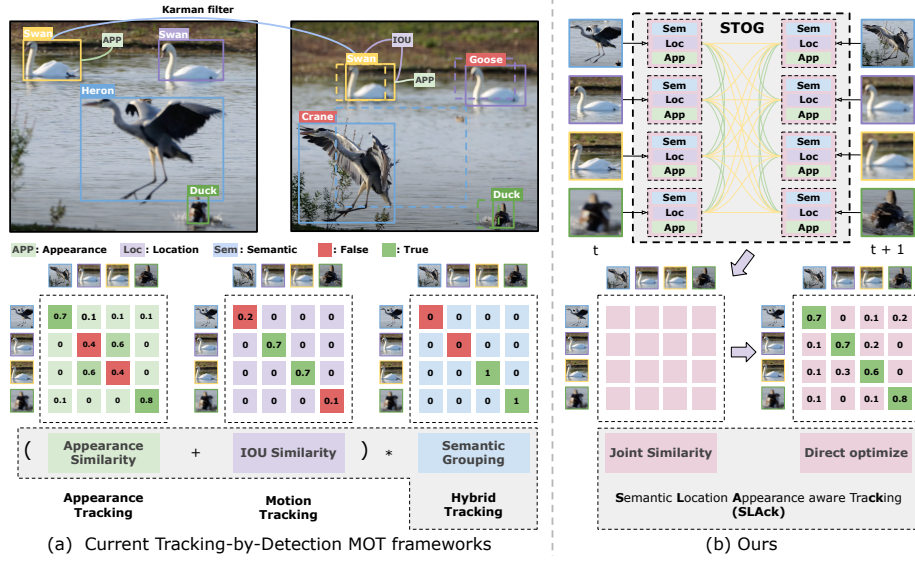 Karman filter
Swan
APP
Swan
Heron
Duck
IOU
Swan
APP
Goose
Crane
Duck
APP: Appearance Loc: Location Sem: Semantic : False : True
0.7 0.1 0.1 0.1
0 0.4 0.6 0
0 0.6 0.4 0
0.1 0 0 0.8
0.2 0 0 0
0 0.7 0 0
0 0 0.7 0
0 0 0 0.1
0 0 0 0
0 0 0 0
0 0 1 0
0 0 0 1
( Appearance Similarity + IOU Similarity ) * Semantic Grouping
Appearance Tracking
Motion Tracking
Hybrid Tracking
(a) Current Tracking-by-Detection MOT frameworks
STOG
Sem
Loc
App
Sem
Loc
App
Sem
Loc
App
Sem
Loc
App
Sem
Loc
App
Sem
Loc
App
Sem
Loc
App
Sem
Loc
App
t
t + 1
0.7 0 0.1 0.2
0.1 0.7 0.2 0
0.1 0.3 0.6 0
0.1 0 0.1 0.8
Joint Similarity
Direct optimize
Semantic Location Appearance aware Tracking
(SLAck)
(b) Ours